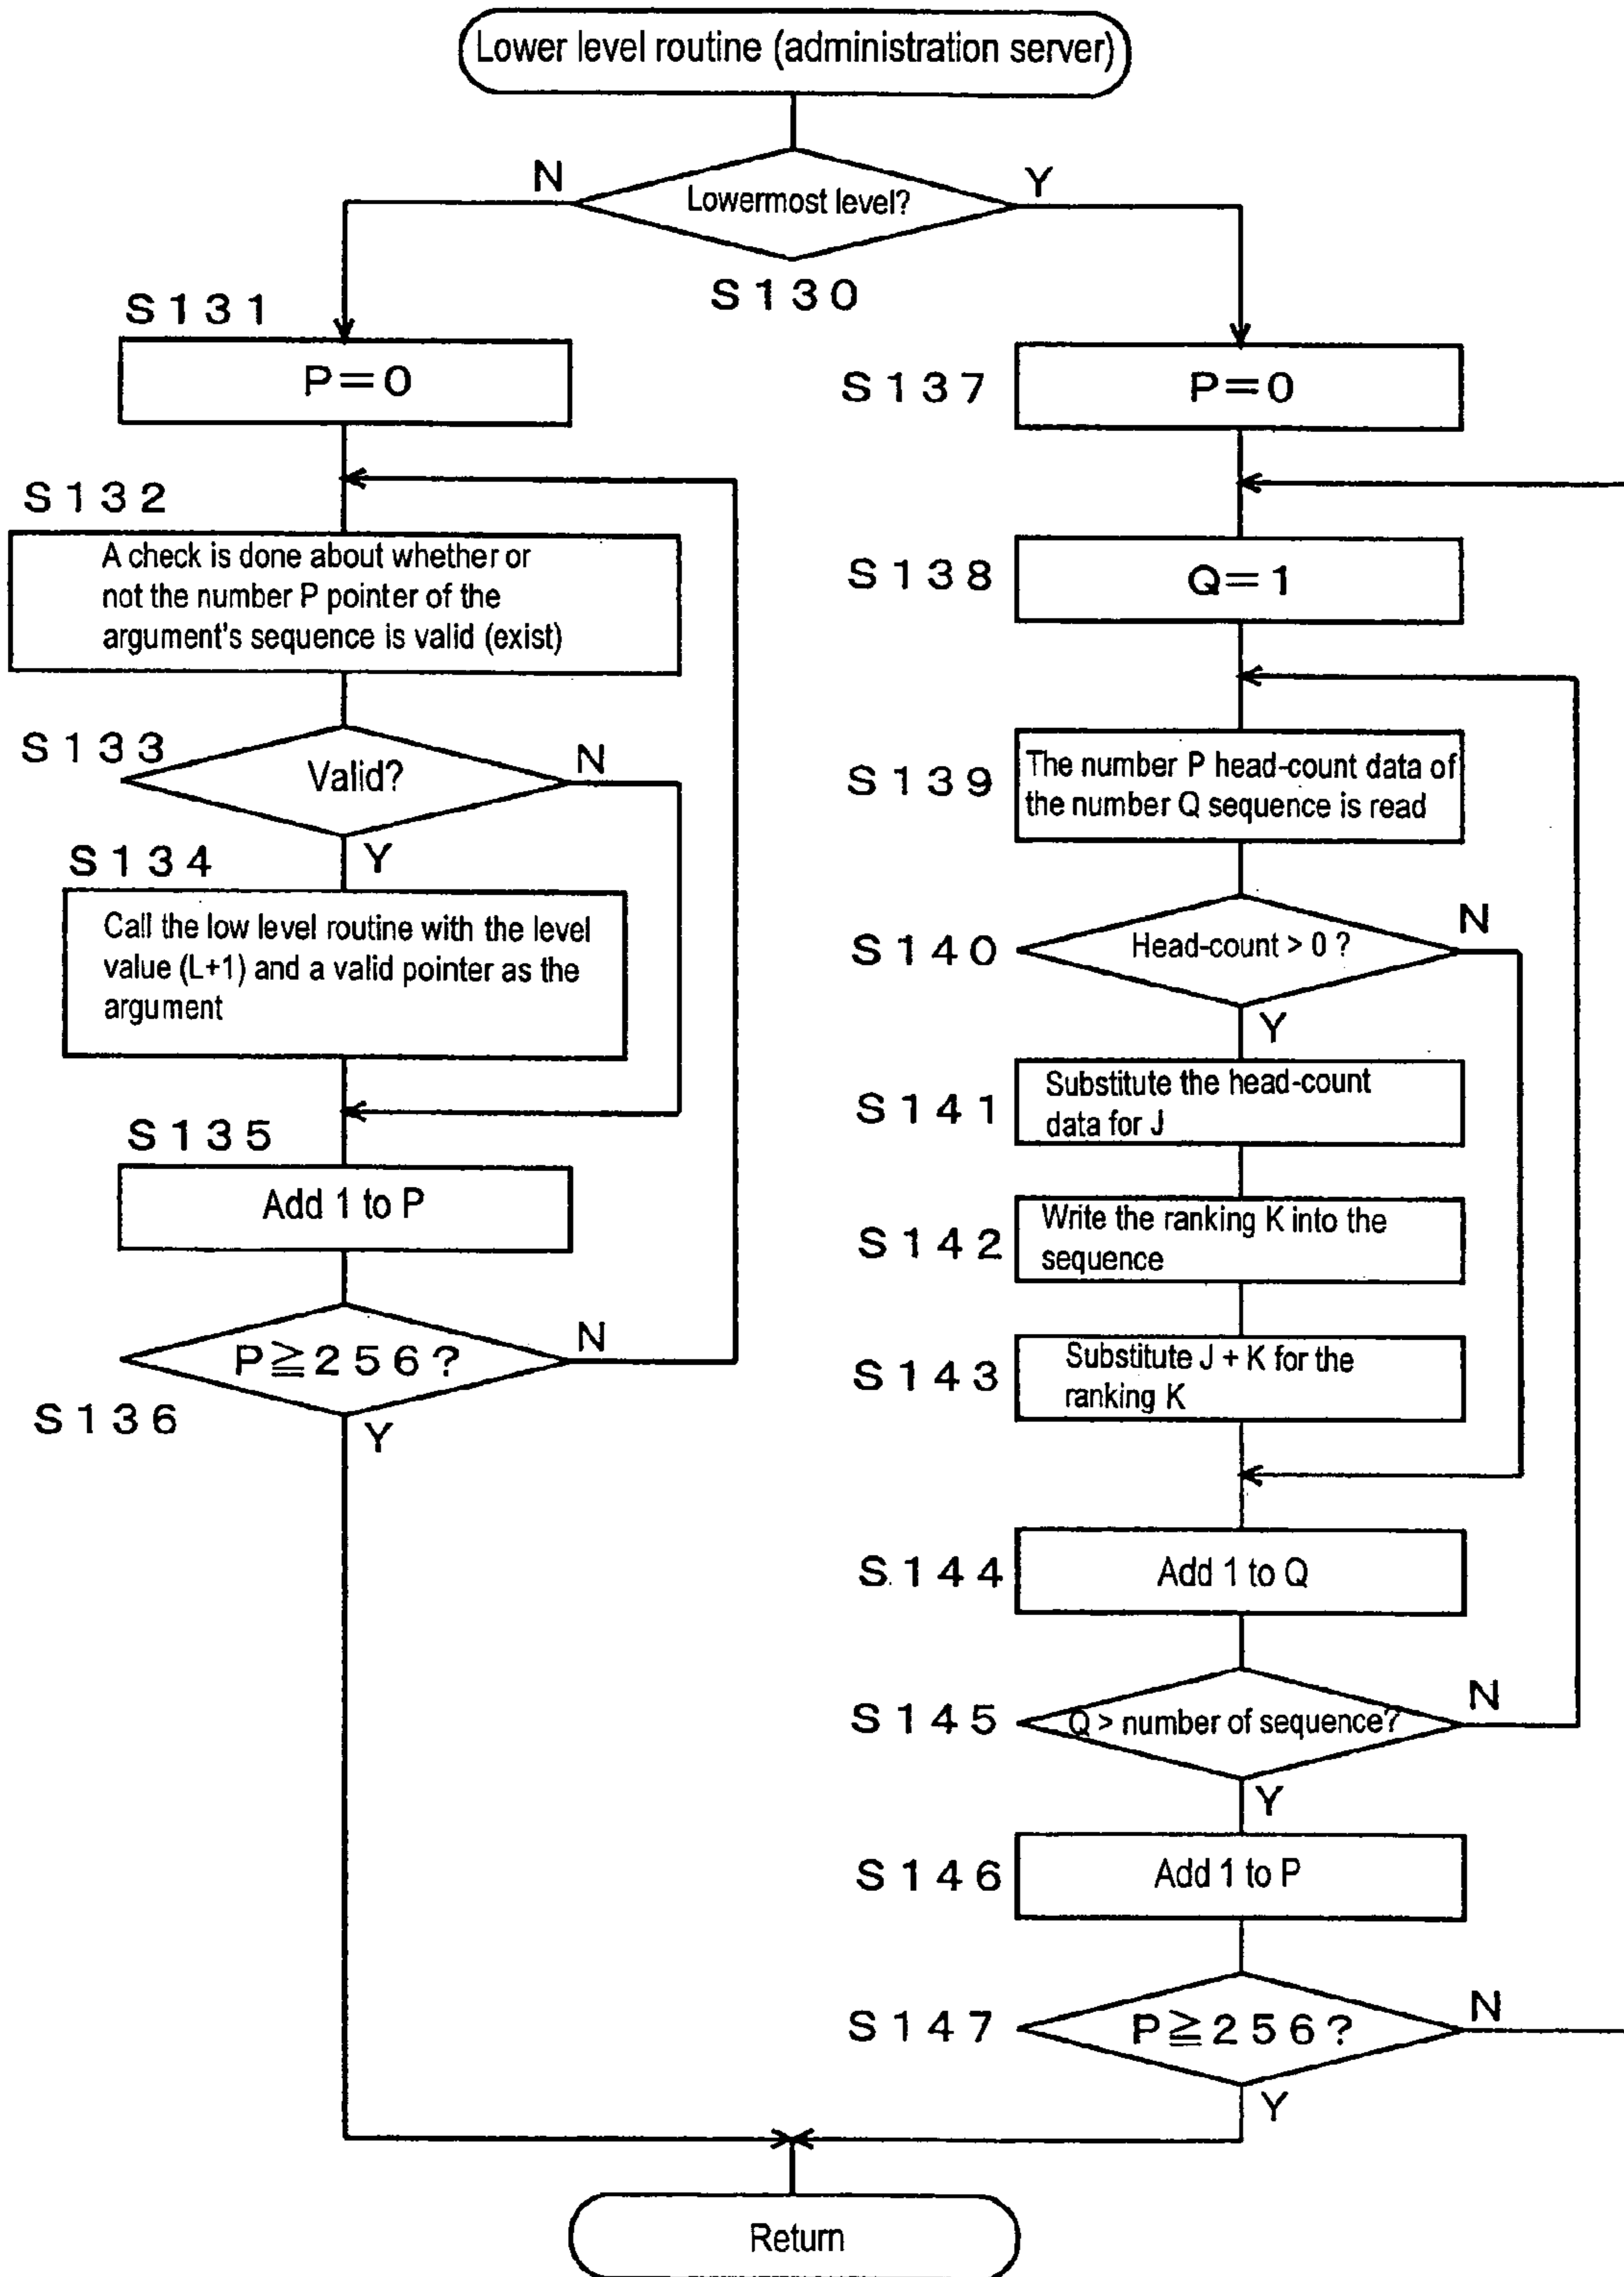 Lower level routine (administration server)
N
Y
Lowermost level?
S130
S131
P=0
S132
A check is done about whether or
not the number P pointer of the
argument's sequence is valid (exist)
S133
Valid?
N
Y
S134
Call the low level routine with the level
value (L+1) and a valid pointer as the
argument
S135
Add 1 to P
P≧256?
N
S136
Y
S137
P=0
S138
Q=1
S139
The number P head-count data of
the number Q sequence is read
S140
Head-count > 0 ?
N
Y
S141
Substitute the head-count
data for J
S142
Write the ranking K into the
sequence
S143
Substitute J + K for the
ranking K
S144
Add 1 to Q
S145
Q > number of sequence?
N
Y
S146
Add 1 to P
S147
P≧256?
N
Y
Return